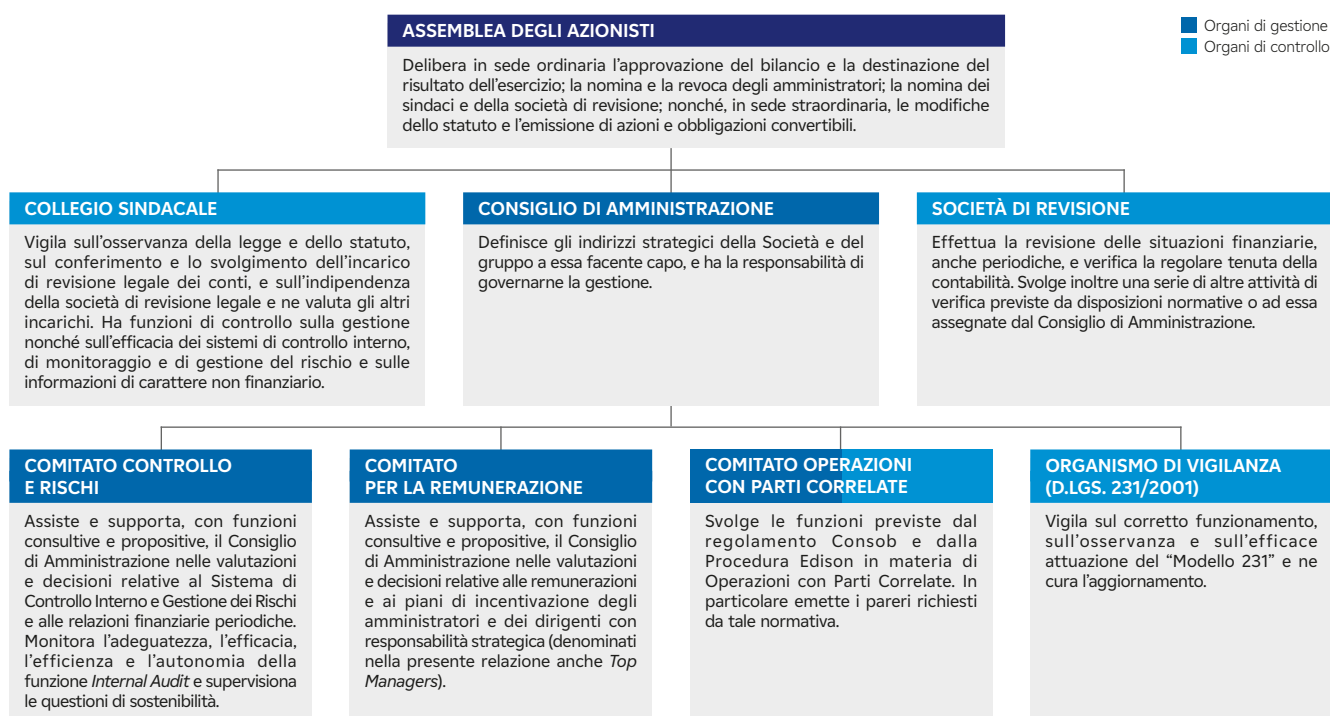 ASSEMBLEA DEGLI AZIONISTI
Delibera in sede ordinaria l'approvazione del bilancio e la destinazione del
risultato dell'esercizio; la nomina e la revoca degli amministratori; la nomina dei
sindaci e della società di revisione; nonché, in sede straordinaria, le modifiche
dello statuto e l'emissione di azioni e obbligazioni convertibili.
Organi di gestione
Organi di controllo
COLLEGIO SINDACALE
Vigila sull'osservanza della legge e dello statuto,
sul conferimento e lo svolgimento dell'incarico
di revisione legale dei conti, e sull'indipendenza
della società di revisione legale e ne valuta gli altri
incarichi. Ha funzioni di controllo sulla gestione
nonché sull'efficacia dei sistemi di controllo interno,
di monitoraggio e di gestione del rischio e sulle
informazioni di carattere non finanziario.
CONSIGLIO DI AMMINISTRAZIONE
Definisce gli indirizzi strategici della Società e del
gruppo a essa facente capo, e ha la responsabilità di
governarne la gestione.
SOCIETÀ DI REVISIONE
Effettua la revisione delle situazioni finanziarie,
anche periodiche, e verifica la regolare tenuta della
contabilità. Svolge inoltre una serie di altre attività di
verifica previste da disposizioni normative o ad essa
assegnate dal Consiglio di Amministrazione.
COMITATO CONTROLLO
E RISCHI
Assiste e supporta, con funzioni
consultive e propositive, il Consiglio
di Amministrazione nelle valutazioni
e decisioni relative al Sistema di
Controllo Interno e Gestione dei Rischi
e alle relazioni finanziarie periodiche.
Monitora l'adeguatezza, l'efficacia,
l'efficienza e l'autonomia della
funzione Internal Audit e supervisiona
le questioni di sostenibilità.
COMITATO
PER LA REMUNERAZIONE
Assiste e supporta, con funzioni
consultive e propositive, il Consiglio
di Amministrazione nelle valutazioni
e decisioni relative alle remunerazioni
e ai piani di incentivazione degli
amministratori e dei dirigenti con
responsabilità strategica (denominati
nella presente relazione anche Top
Managers).
COMITATO OPERAZIONI
CON PARTI CORRELATE
Svolge le funzioni previste dal
regolamento Consob e dalla
Procedura Edison in materia di
Operazioni con Parti Correlate. In
particolare emette i pareri richiesti
da tale normativa.
ORGANISMO DI VIGILANZA
(D.LGS. 231/2001)
Vigila sul corretto funzionamento,
sull'osservanza e sull'efficace
attuazione del "Modello 231" e ne
cura l'aggiornamento.